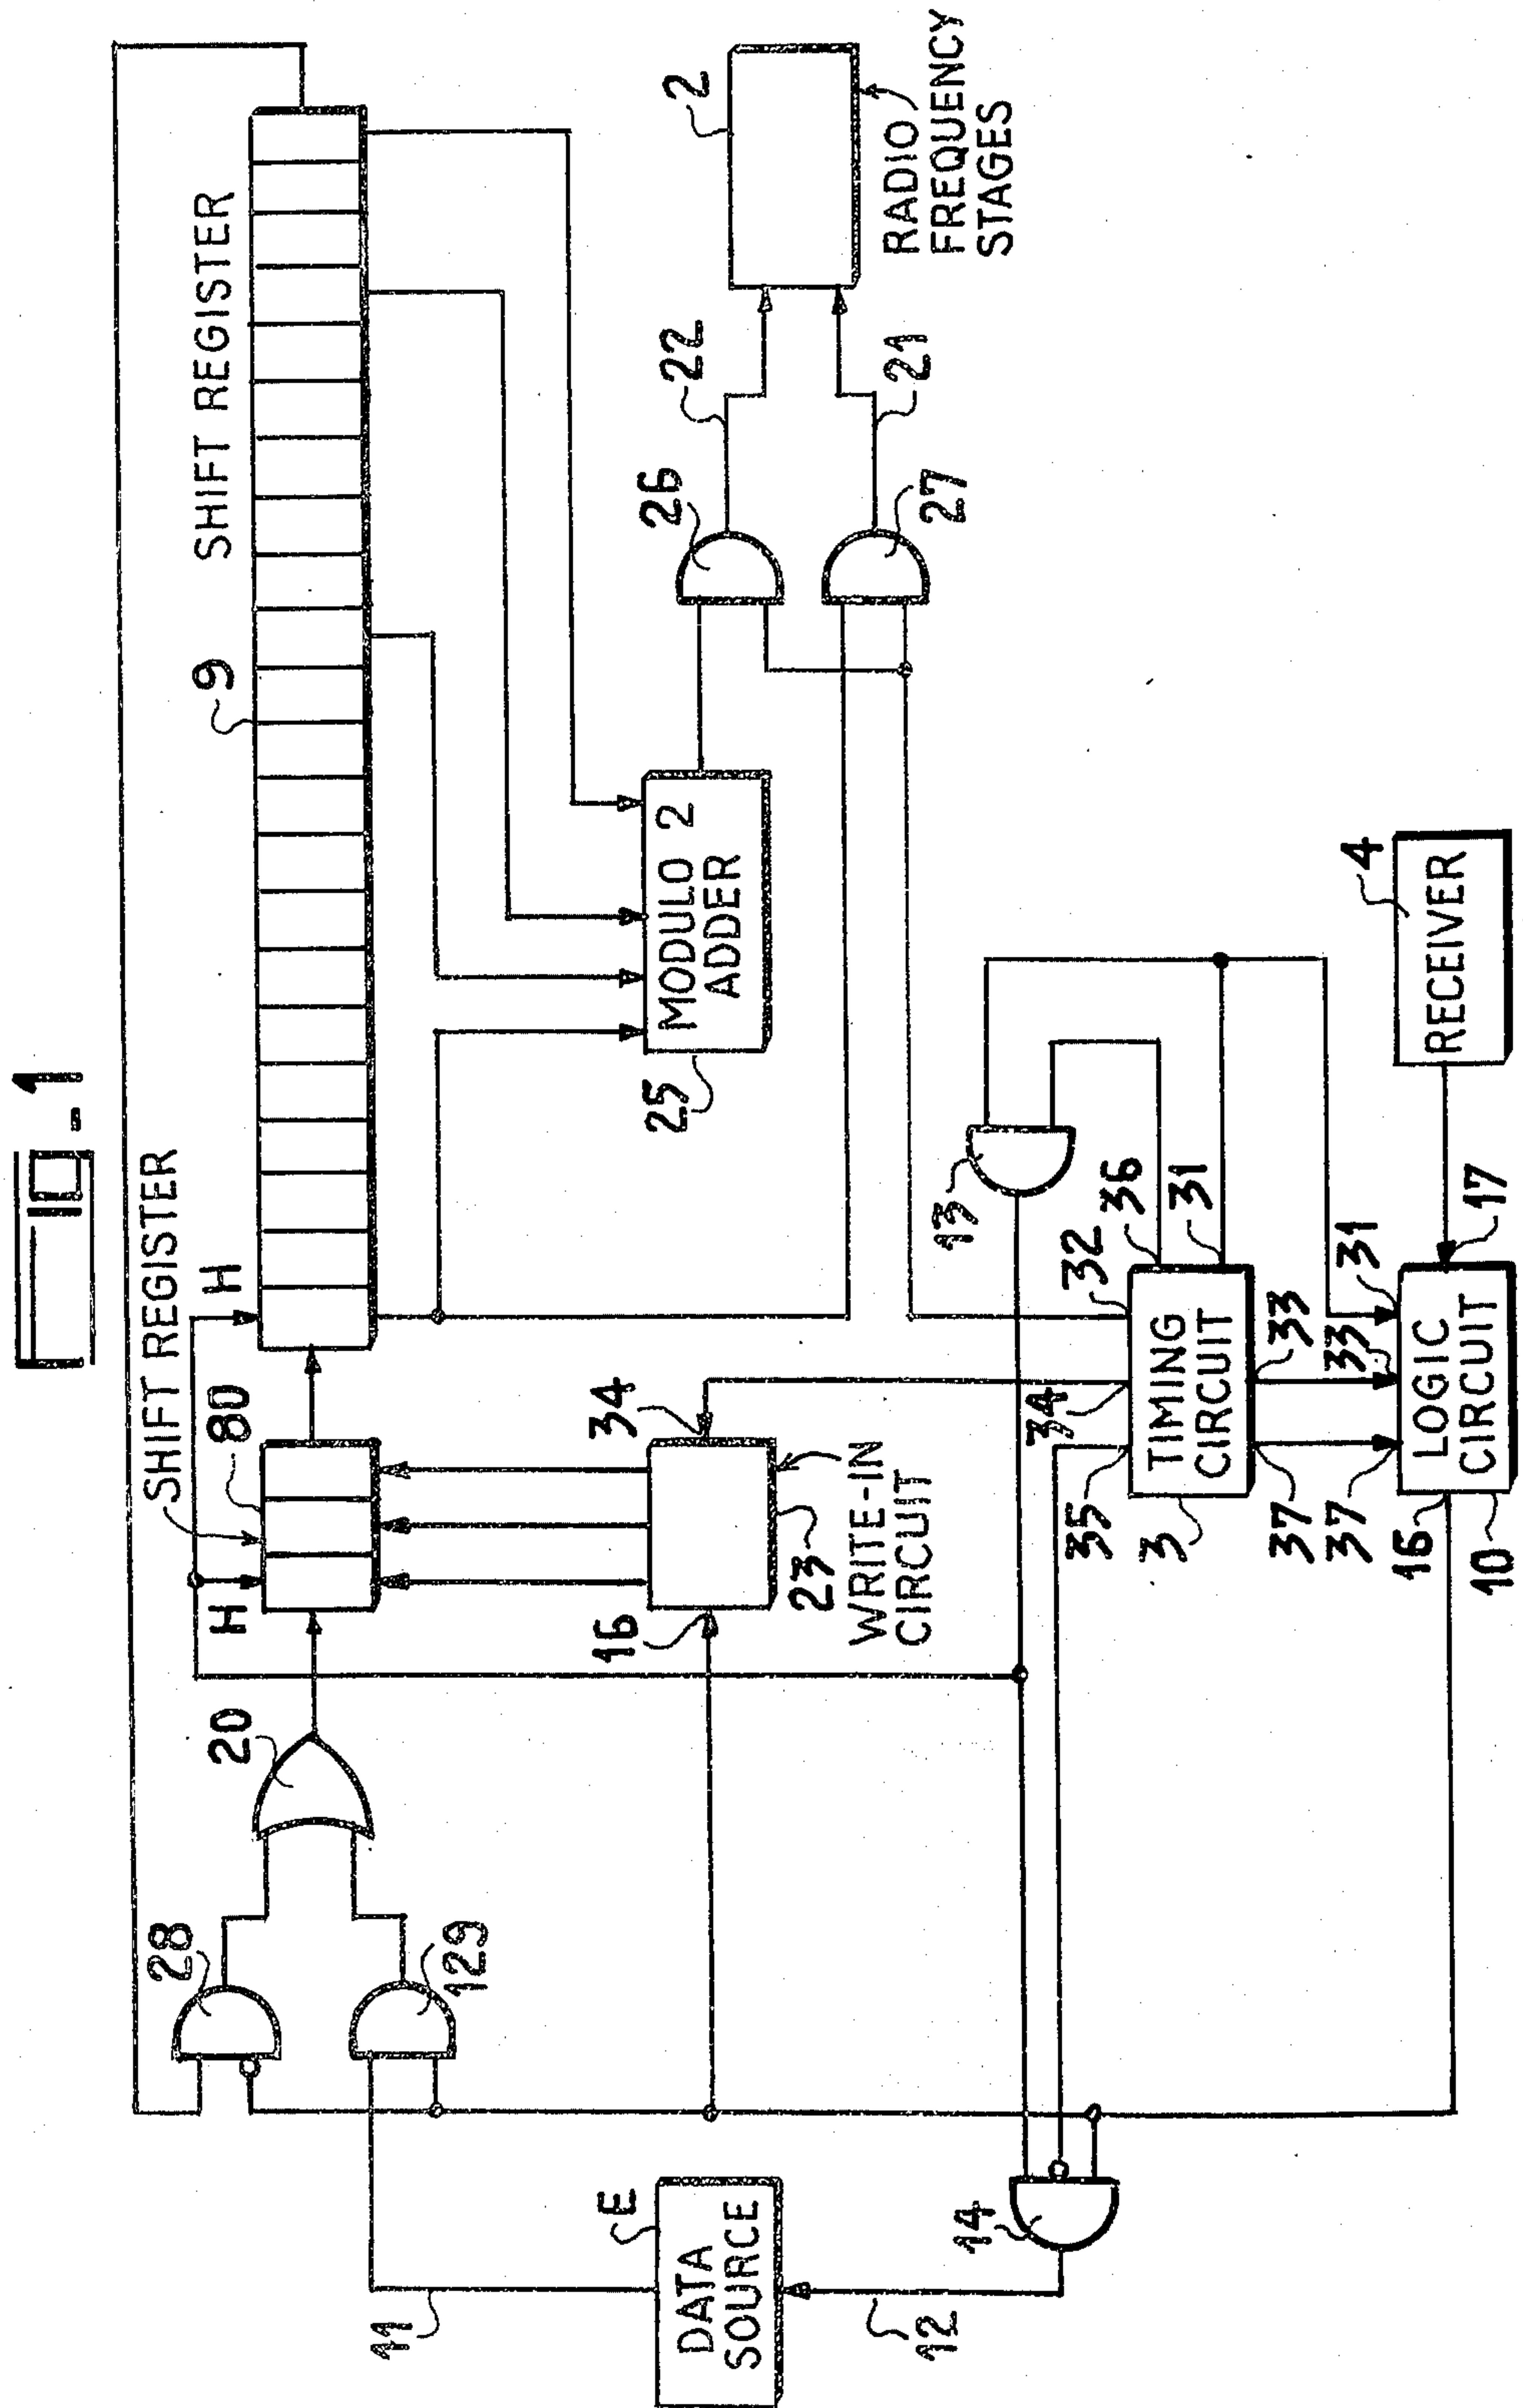 FIG_1
SHIFT REGISTER
SHIFT REGISTER
9
H
H
80
20
28
129
11
E
DATA
SOURCE
12
14
16
34
23
WRITE-IN
CIRCUIT
MODULO 2
ADDER
25
26
22
27
21
2
RADIO
FREQUENCY
STAGES
13
32
36
31
34
35
TIMING
CIRCUIT
3
33
37
33
37
31
LOGIC
CIRCUIT
16
10
17
RECEIVER
4